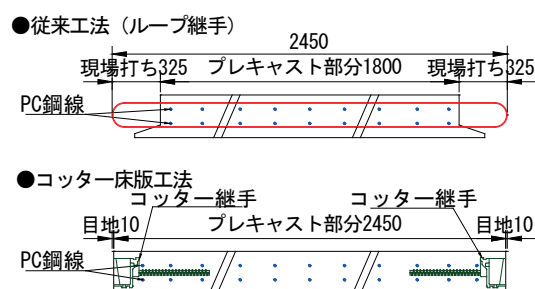 ●従来工法（ループ継手）
2450
現場打ち325 プレキャスト部分1800 現場打ち325
PC鋼線
●コッター床版工法
コッター継手 コッター継手
目地10 プレキャスト部分2450 目地10
PC鋼線